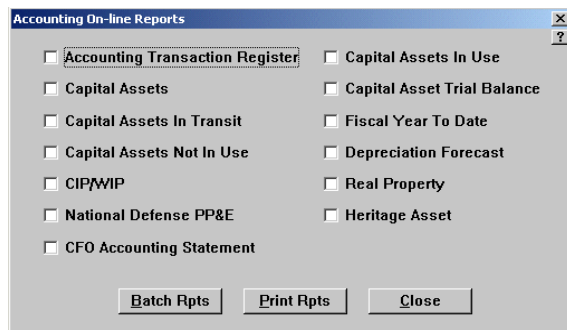 Accounting On-line Reports
?
Accounting Transaction Register
Capital Assets
Capital Assets In Transit
Capital Assets Not In Use
CIP/WIP
National Defense PP&E
CFO Accounting Statement
Capital Assets In Use
Capital Asset Trial Balance
Fiscal Year To Date
Depreciation Forecast
Real Property
Heritage Asset
Batch Rpts
Print Rpts
Close